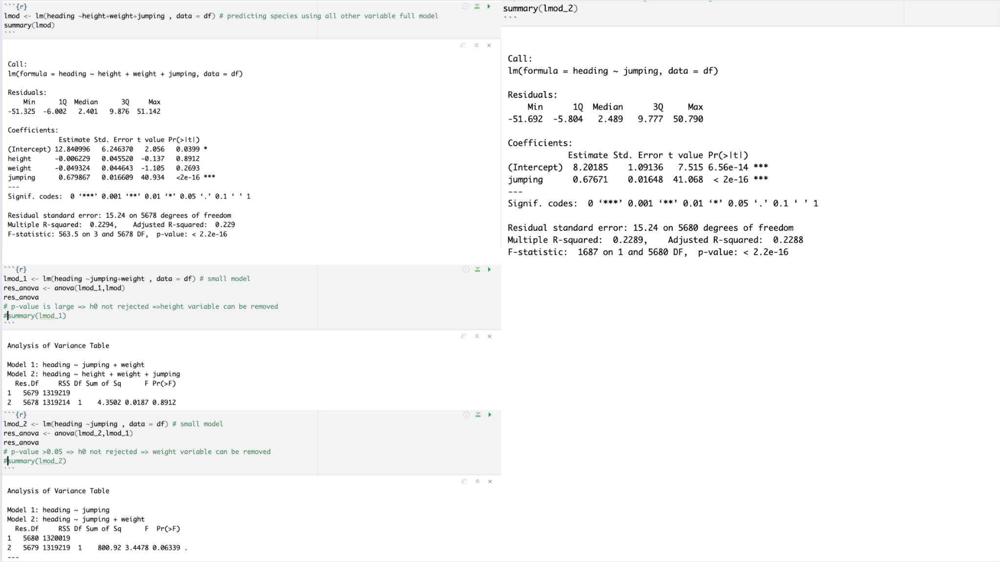 ```{r}
lmod <- lm(heading ~height+weight+jumping , data = df) # predicting species using all other variable full model
summary(lmod)
```
Call:
lm(formula = heading ~ height + weight + jumping, data = df)
Residuals:
    Min      1Q  Median      3Q     Max
-51.325  -6.002   2.401   9.876  51.142
Coefficients:
             Estimate Std. Error t value Pr(>|t|)
(Intercept) 12.840996   6.246370   2.056   0.0399 *
height      -0.006229   0.045520  -0.137   0.8912
weight      -0.049324   0.044643  -1.105   0.2693
jumping      0.679867   0.016609  40.934   <2e-16 ***
---
Signif. codes:  0 ‘***’ 0.001 ‘**’ 0.01 ‘*’ 0.05 ‘.’ 0.1 ‘ ’ 1
Residual standard error: 15.24 on 5678 degrees of freedom
Multiple R-squared:  0.2294,    Adjusted R-squared:  0.229
F-statistic: 563.5 on 3 and 5678 DF,  p-value: < 2.2e-16
```{r}
lmod_1 <- lm(heading ~jumping+weight , data = df) # small model
res_anova <- anova(lmod_1,lmod)
res_anova
# p-value is large => h0 not rejected =>height variable can be removed
#summary(lmod_1)
```
Analysis of Variance Table
Model 1: heading ~ jumping + weight
Model 2: heading ~ height + weight + jumping
  Res.Df     RSS Df Sum of Sq      F Pr(>F)
1   5679 1319219
2   5678 1319214  1    4.3502 0.0187 0.8912
```{r}
lmod_2 <- lm(heading ~jumping , data = df) # small model
res_anova <- anova(lmod_2,lmod_1)
res_anova
# p-value >0.05 => h0 not rejected => weight variable can be removed
#summary(lmod_2)
```
Analysis of Variance Table
Model 1: heading ~ jumping
Model 2: heading ~ jumping + weight
  Res.Df     RSS Df Sum of Sq      F  Pr(>F)
1   5680 1320019
2   5679 1319219  1    800.92 3.4478 0.06339 .
---
summary(lmod_2)
```
Call:
lm(formula = heading ~ jumping, data = df)
Residuals:
    Min      1Q  Median      3Q     Max
-51.692  -5.804   2.489   9.777  50.790
Coefficients:
            Estimate Std. Error t value Pr(>|t|)
(Intercept)  8.20185    1.09136   7.515 6.56e-14 ***
jumping      0.67671    0.01648  41.068  < 2e-16 ***
---
Signif. codes:  0 ‘***’ 0.001 ‘**’ 0.01 ‘*’ 0.05 ‘.’ 0.1 ‘ ’ 1
Residual standard error: 15.24 on 5680 degrees of freedom
Multiple R-squared:  0.2289,    Adjusted R-squared:  0.2288
F-statistic:  1687 on 1 and 5680 DF,  p-value: < 2.2e-16